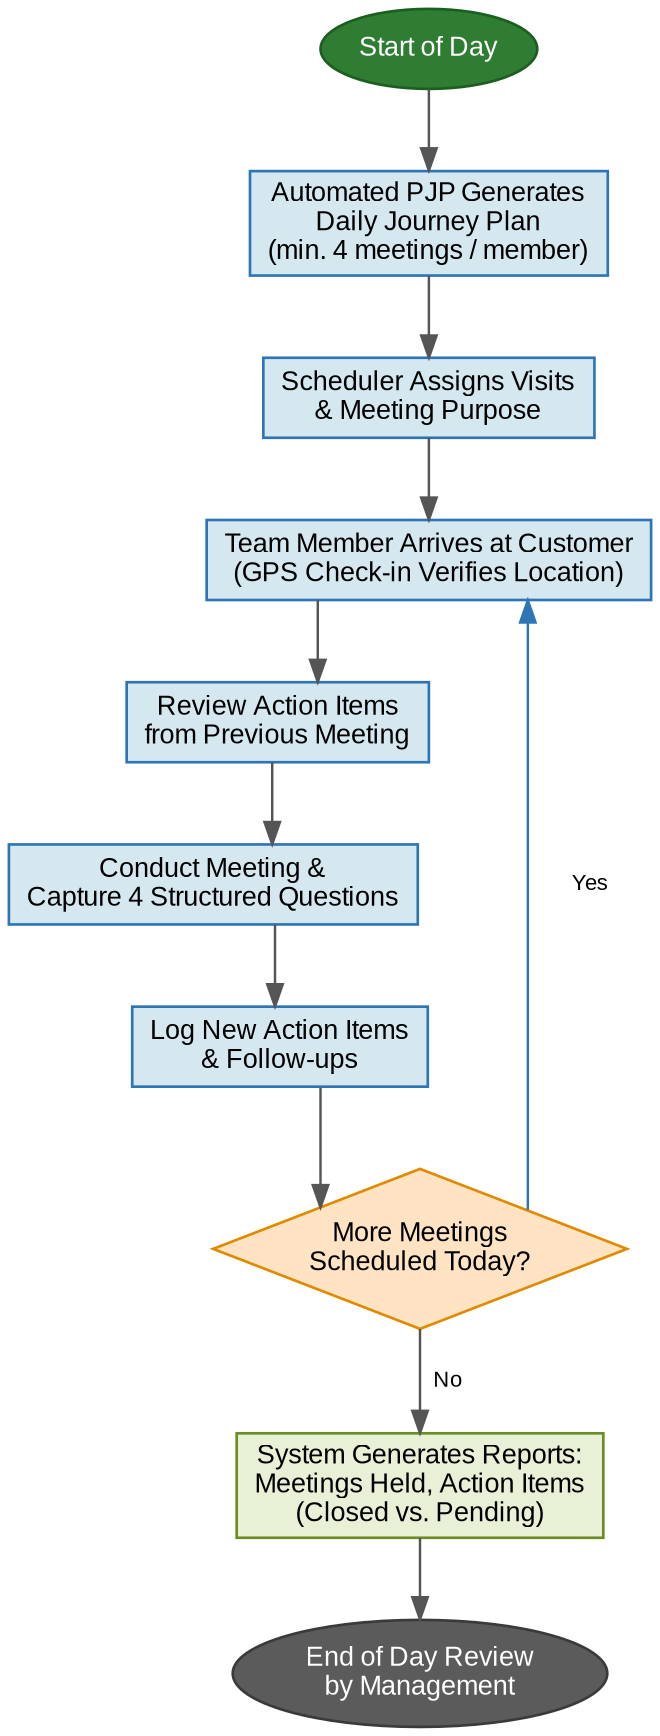 Start of Day
Automated PJP Generates
Daily Journey Plan
(min. 4 meetings / member)
Scheduler Assigns Visits
& Meeting Purpose
Team Member Arrives at Customer
(GPS Check-in Verifies Location)
Review Action Items
from Previous Meeting
Conduct Meeting &
Capture 4 Structured Questions
Yes
Log New Action Items
& Follow-ups
More Meetings
Scheduled Today?
No
System Generates Reports:
Meetings Held, Action Items
(Closed vs. Pending)
End of Day Review
by Management